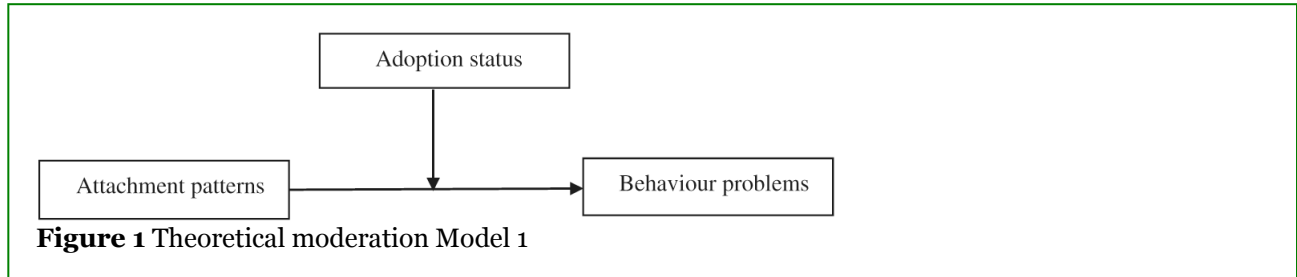 Adoption status
Attachment patterns
Behaviour problems
Figure 1 Theoretical moderation Model 1